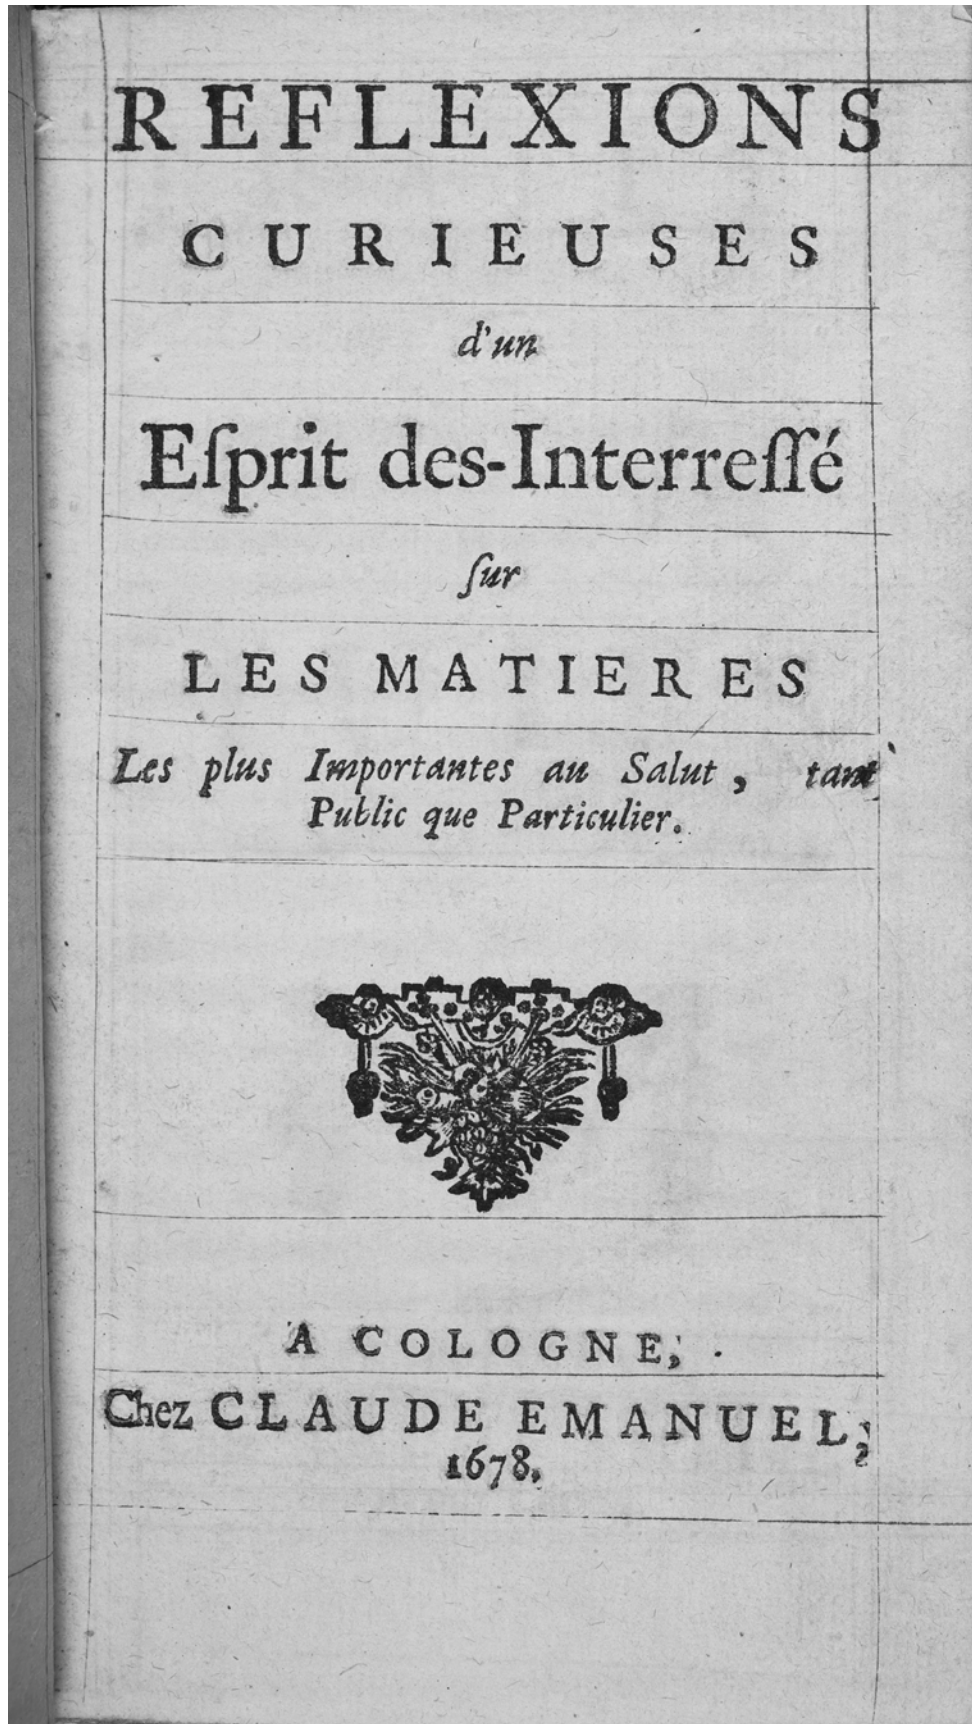 REFLEXIONS
CURIEUSES
d'un
Eſprit des-Interreſſé
ſur
LES MATIERES
Les plus Importantes au Salut, tant
Public que Particulier.
A COLOGNE,
Chez CLAUDE EMANUEL,
1678.